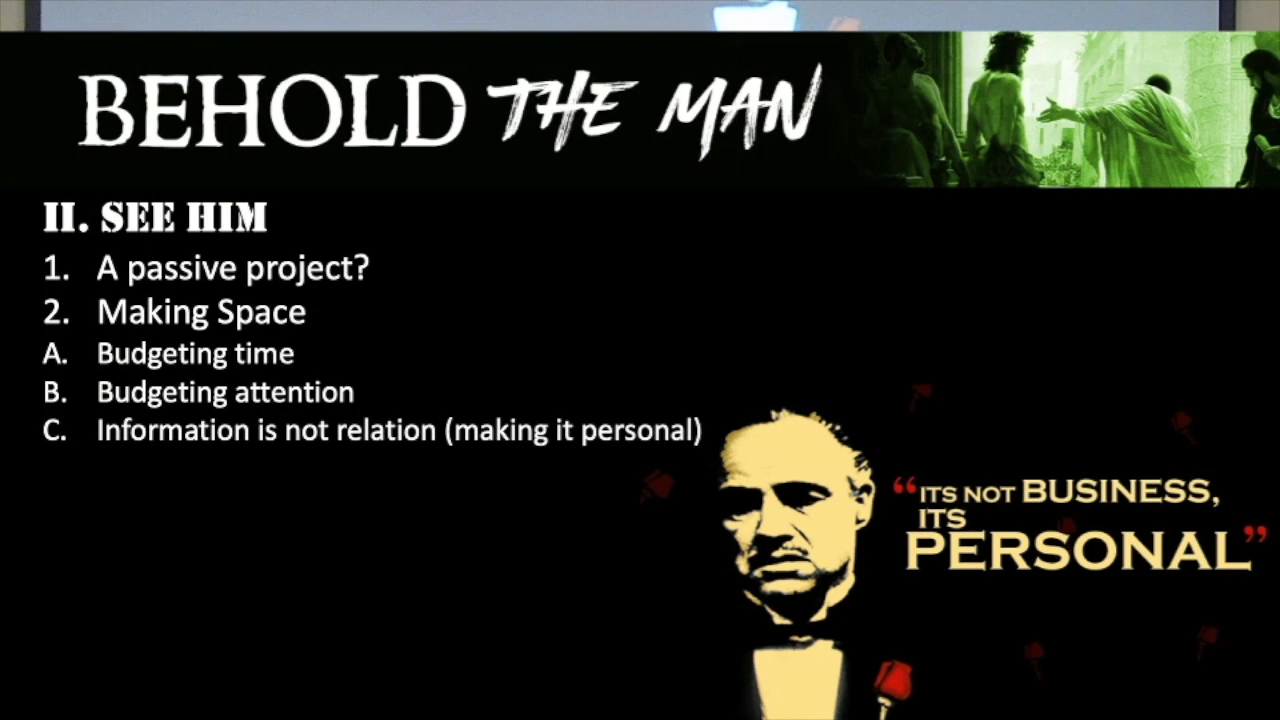 BEHOLD THE MAN
II. SEE HIM
1. A passive project?
2. Making Space
A. Budgeting time
B. Budgeting attention
C. Information is not relation (making it personal)
“ITS NOT BUSINESS,
ITS
PERSONAL”